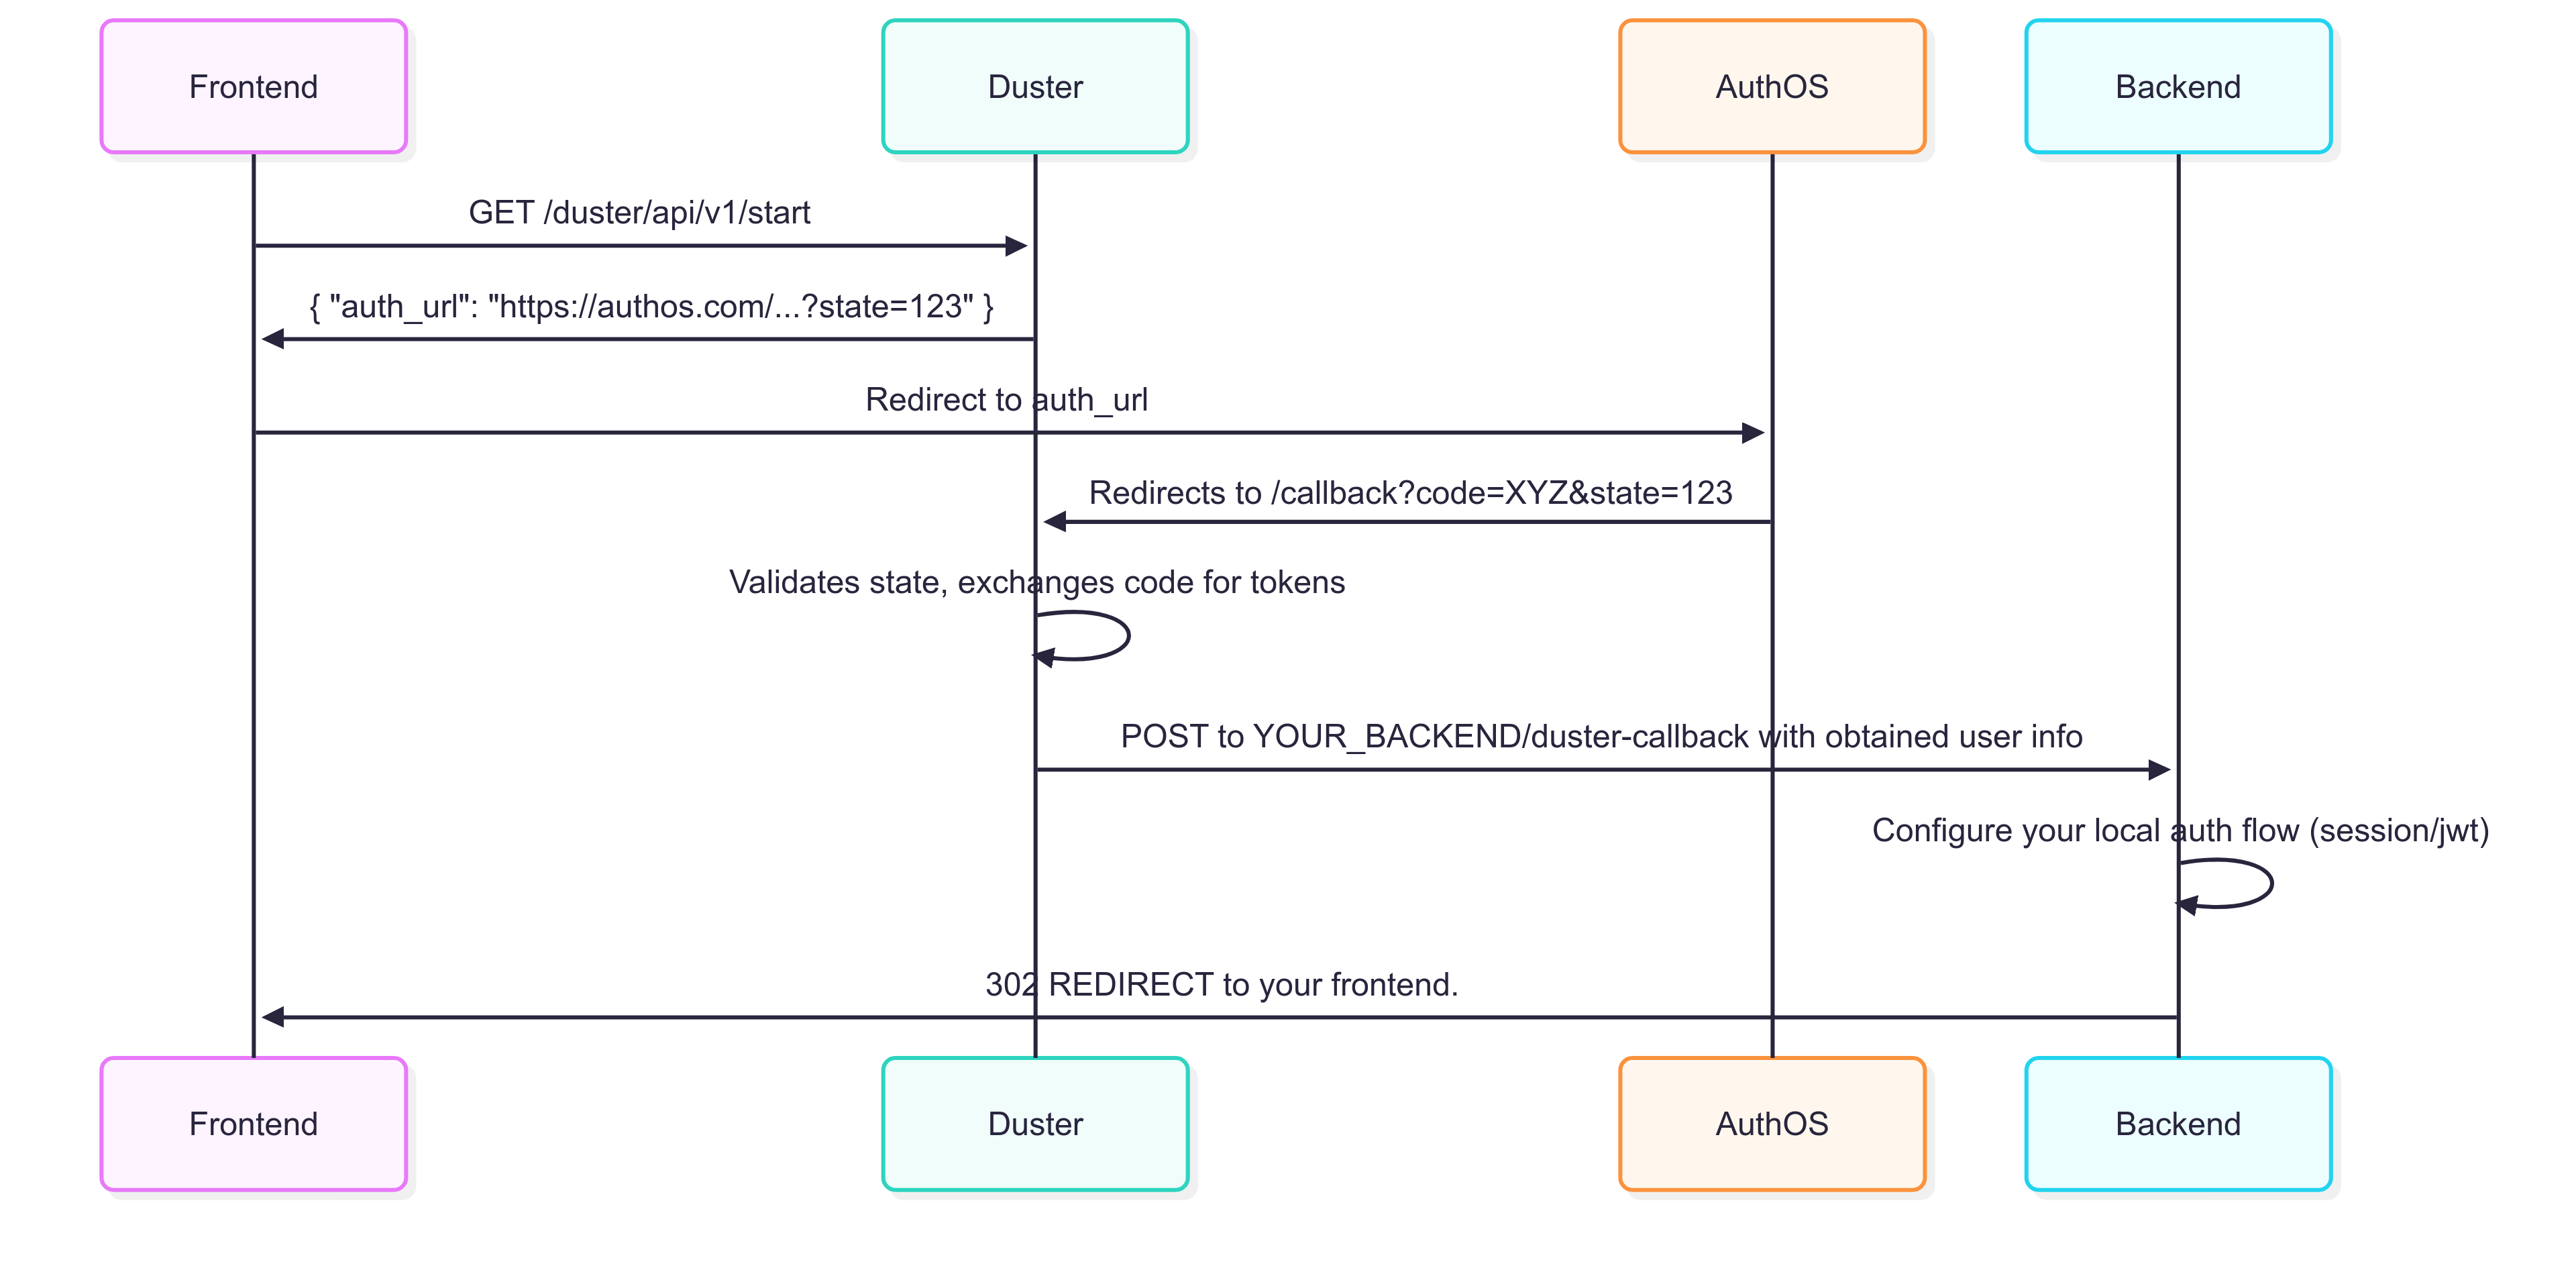 Frontend
Duster
AuthOS
Backend
GET /duster/api/v1/start
{ "auth_url": "https://authos.com/...?state=123" }
Redirect to auth_url
Redirects to /callback?code=XYZ&state=123
Validates state, exchanges code for tokens
POST to YOUR_BACKEND/duster-callback with obtained user info
Configure your local auth flow (session/jwt)
302 REDIRECT to your frontend.
Frontend
Duster
AuthOS
Backend